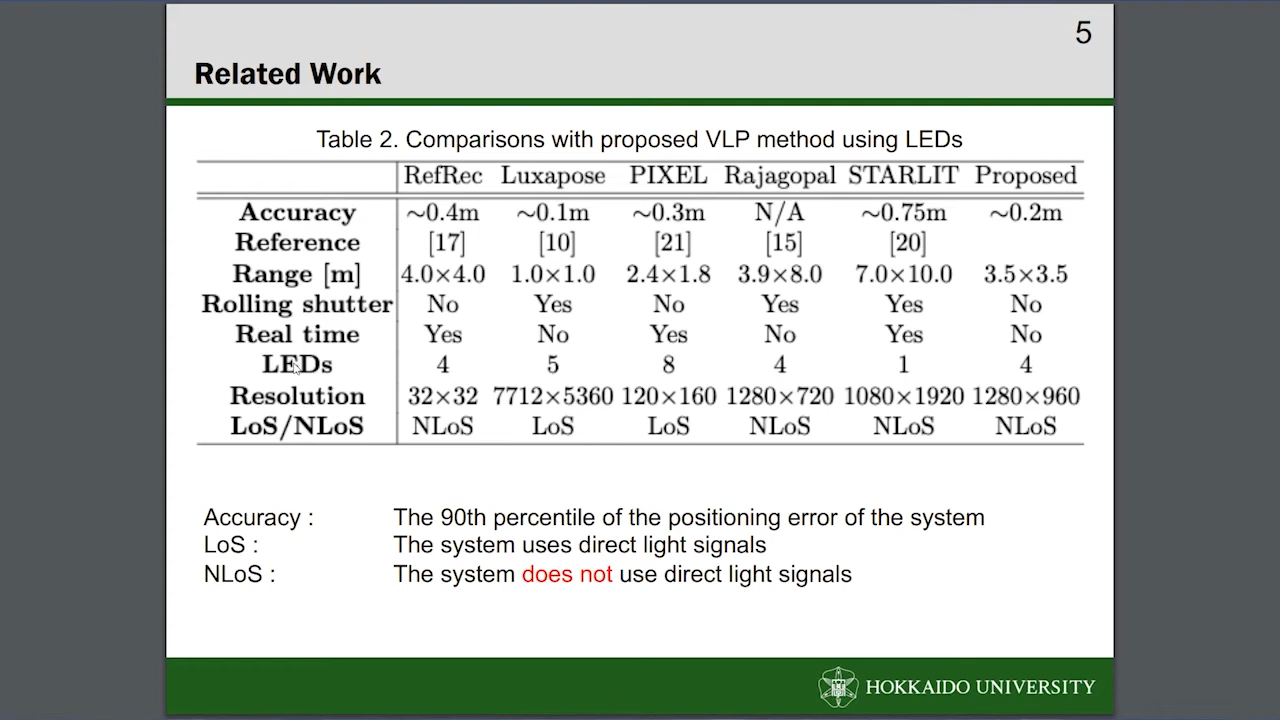 5
Related Work
Table 2. Comparisons with proposed VLP method using LEDs
RefRec Luxapose PIXEL Rajagopal STARLIT Proposed
Accuracy ~0.4m ~0.1m ~0.3m N/A ~0.75m ~0.2m
Reference [17] [10] [21] [15] [20]
Range [m] 4.0×4.0 1.0×1.0 2.4×1.8 3.9×8.0 7.0×10.0 3.5×3.5
Rolling shutter No Yes No Yes Yes No
Real time Yes No Yes No Yes No
LEDs 4 5 8 4 1 4
Resolution 32×32 7712×5360 120×160 1280×720 1080×1920 1280×960
LoS/NLoS NLoS LoS LoS NLoS NLoS NLoS
Accuracy : The 90th percentile of the positioning error of the system
LoS : The system uses direct light signals
NLoS : The system does not use direct light signals
HOKKAIDO UNIVERSITY